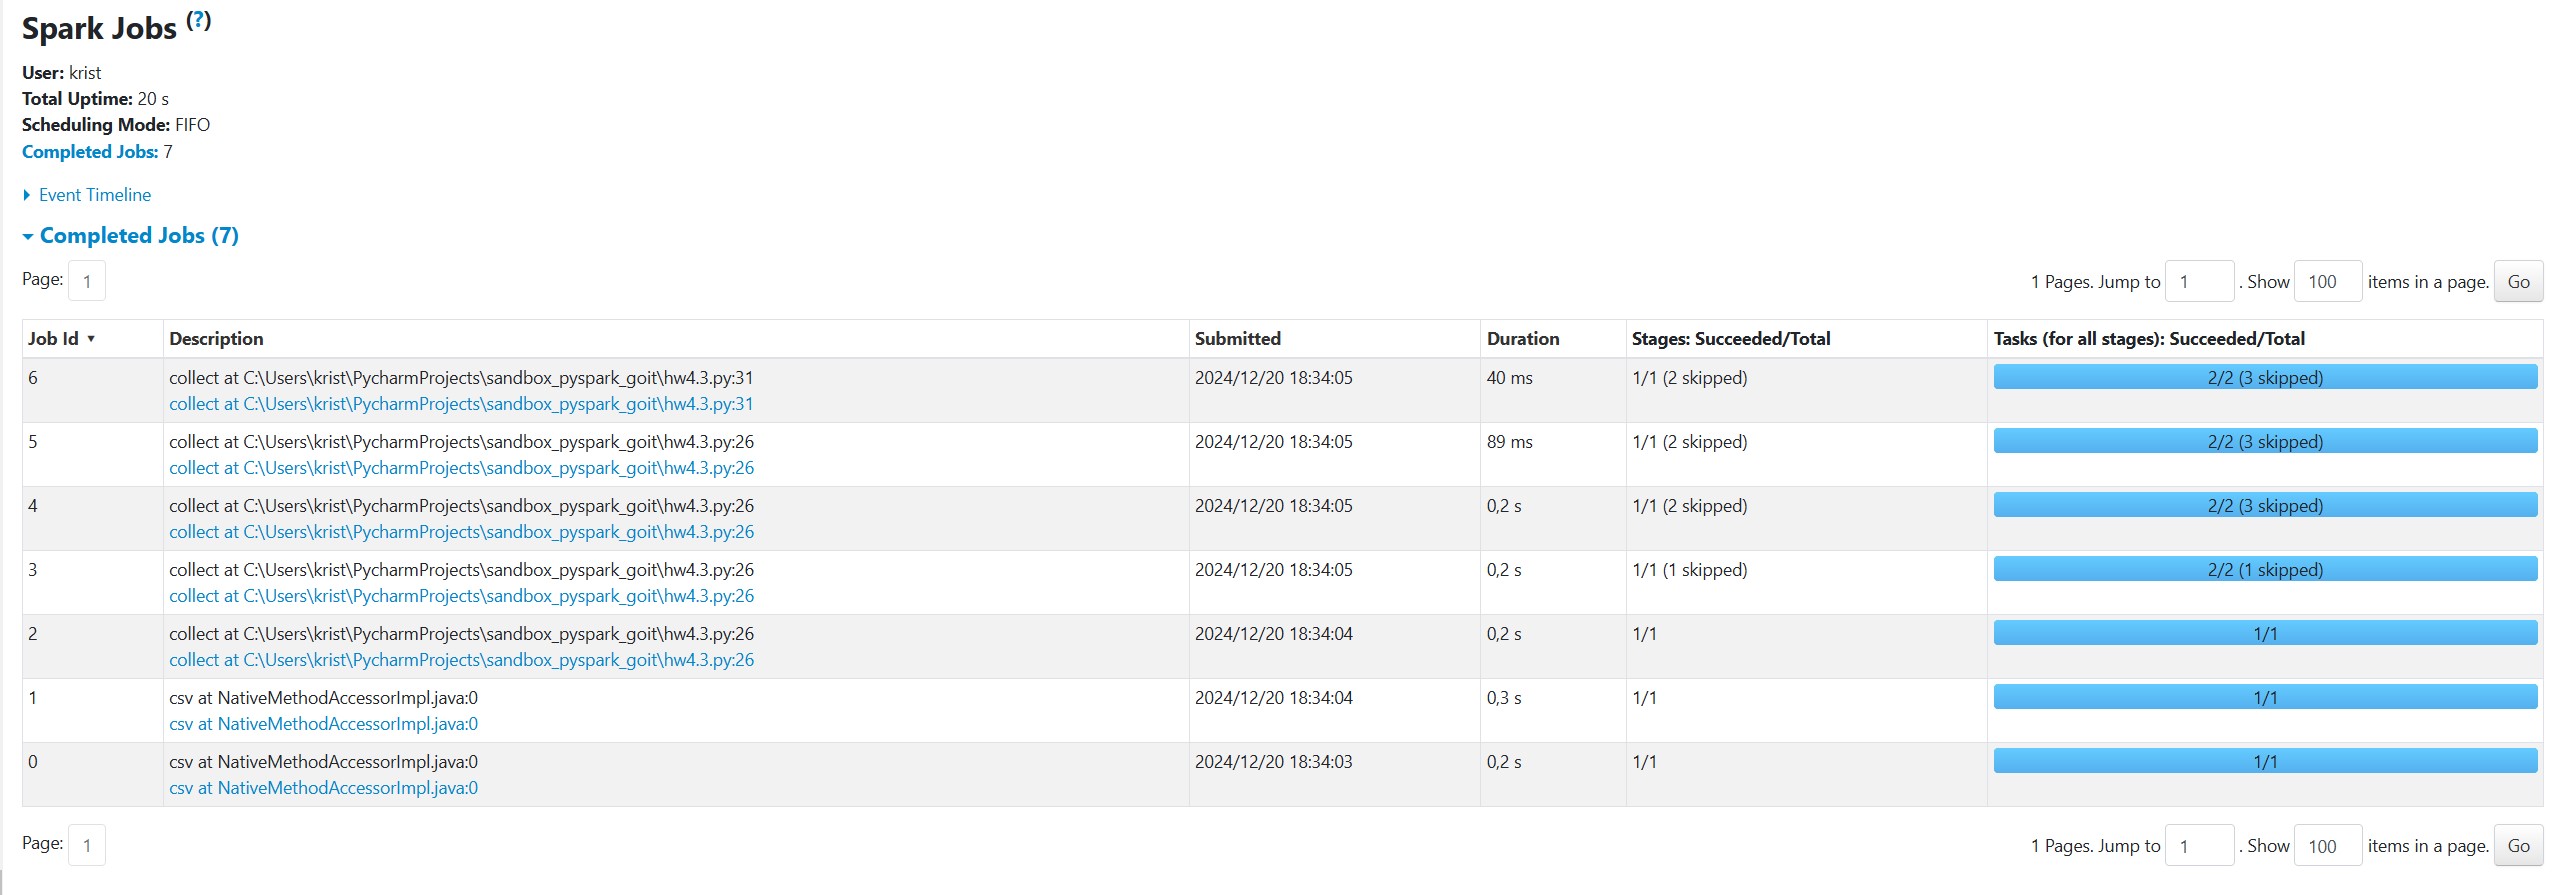 Spark Jobs (?)
User: krist
Total Uptime: 20 s
Scheduling Mode: FIFO
Completed Jobs: 7
Event Timeline
Completed Jobs (7)
Page: 1 1 Pages. Jump to 1 . Show 100 items in a page. Go
Job Id ▾ Description Submitted Duration Stages: Succeeded/Total Tasks (for all stages): Succeeded/Total
6 collect at C:\Users\krist\PycharmProjects\sandbox_pyspark_goit\hw4.3.py:31 2024/12/20 18:34:05 40 ms 1/1 (2 skipped) 2/2 (3 skipped)
collect at C:\Users\krist\PycharmProjects\sandbox_pyspark_goit\hw4.3.py:31
5 collect at C:\Users\krist\PycharmProjects\sandbox_pyspark_goit\hw4.3.py:26 2024/12/20 18:34:05 89 ms 1/1 (2 skipped) 2/2 (3 skipped)
collect at C:\Users\krist\PycharmProjects\sandbox_pyspark_goit\hw4.3.py:26
4 collect at C:\Users\krist\PycharmProjects\sandbox_pyspark_goit\hw4.3.py:26 2024/12/20 18:34:05 0,2 s 1/1 (2 skipped) 2/2 (3 skipped)
collect at C:\Users\krist\PycharmProjects\sandbox_pyspark_goit\hw4.3.py:26
3 collect at C:\Users\krist\PycharmProjects\sandbox_pyspark_goit\hw4.3.py:26 2024/12/20 18:34:05 0,2 s 1/1 (1 skipped) 2/2 (1 skipped)
collect at C:\Users\krist\PycharmProjects\sandbox_pyspark_goit\hw4.3.py:26
2 collect at C:\Users\krist\PycharmProjects\sandbox_pyspark_goit\hw4.3.py:26 2024/12/20 18:34:04 0,2 s 1/1 1/1
collect at C:\Users\krist\PycharmProjects\sandbox_pyspark_goit\hw4.3.py:26
1 csv at NativeMethodAccessorImpl.java:0 2024/12/20 18:34:04 0,3 s 1/1 1/1
csv at NativeMethodAccessorImpl.java:0
0 csv at NativeMethodAccessorImpl.java:0 2024/12/20 18:34:03 0,2 s 1/1 1/1
csv at NativeMethodAccessorImpl.java:0
Page: 1 1 Pages. Jump to 1 . Show 100 items in a page. Go